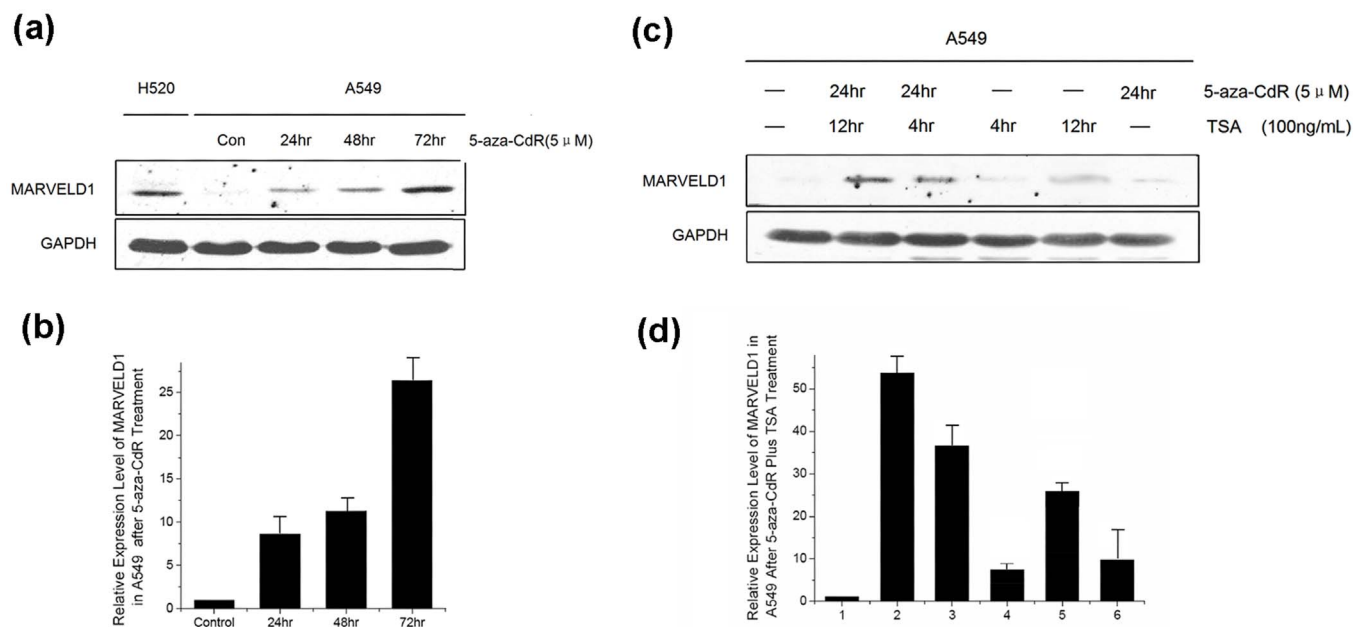 (a)
H520 A549
Con 24hr 48hr 72hr 5-aza-CdR(5 μ M)
MARVELD1
GAPDH
(b)
Relative Expression Level of MARVELD1
in A549 after 5-aza-CdR Treatment
25
20
15
10
5
0
Control 24hr 48hr 72hr
(c)
A549
— 24hr 24hr — — 24hr 5-aza-CdR (5 μ M)
— 12hr 4hr 4hr 12hr — TSA (100ng/mL)
MARVELD1
GAPDH
(d)
Relative Expression Level of MARVELD1 in
A549 After 5-aza-CdR Plus TSA Treatment
50
40
30
20
10
0
1 2 3 4 5 6